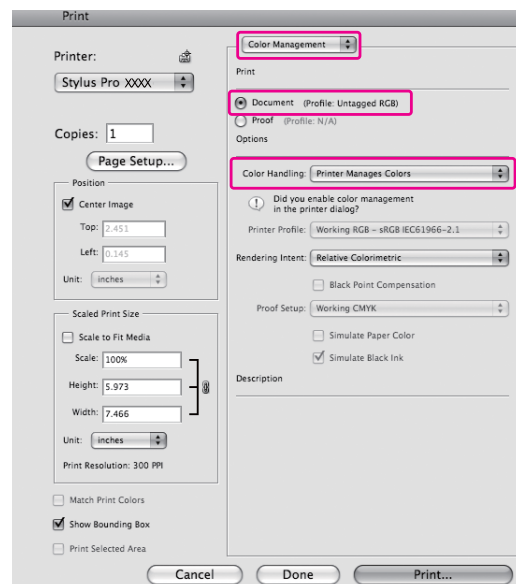 Print
Printer:
Stylus Pro XXXX
Copies: 1
Page Setup...
Position
Center Image
Top: 2.451
Left: 0.145
Unit: inches
Scaled Print Size
Scale to Fit Media
Scale: 100%
Height: 5.973
Width: 7.466
Unit: inches
Print Resolution: 300 PPI
Match Print Colors
Show Bounding Box
Print Selected Area
Color Management
Print
Document (Profile: Untagged RGB)
Proof (Profile: N/A)
Options
Color Handling: Printer Manages Colors
! Did you enable color management
in the printer dialog?
Printer Profile: Working RGB - sRGB IEC61966-2.1
Rendering Intent: Relative Colorimetric
Black Point Compensation
Proof Setup: Working CMYK
Simulate Paper Color
Simulate Black Ink
Description
Cancel
Done
Print...